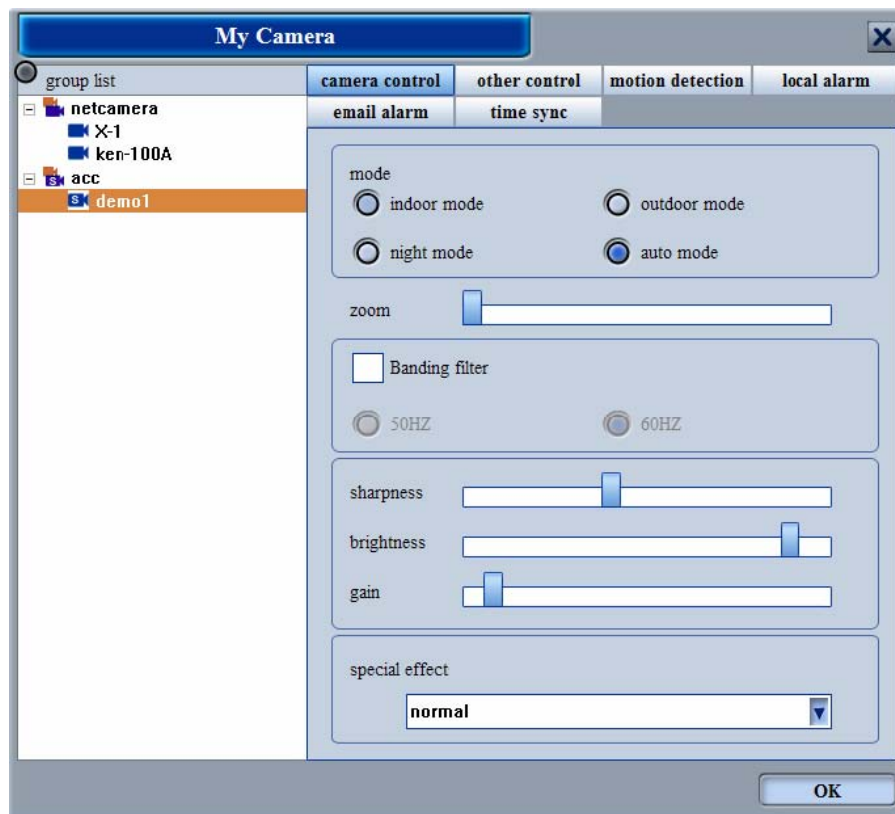 My Camera
group list
netcamera
X-1
ken-100A
acc
S
S demo1
camera control other control motion detection local alarm
email alarm time sync
mode
indoor mode outdoor mode
night mode auto mode
zoom
Banding filter
50HZ 60HZ
sharpness
brightness
gain
special effect
normal
OK